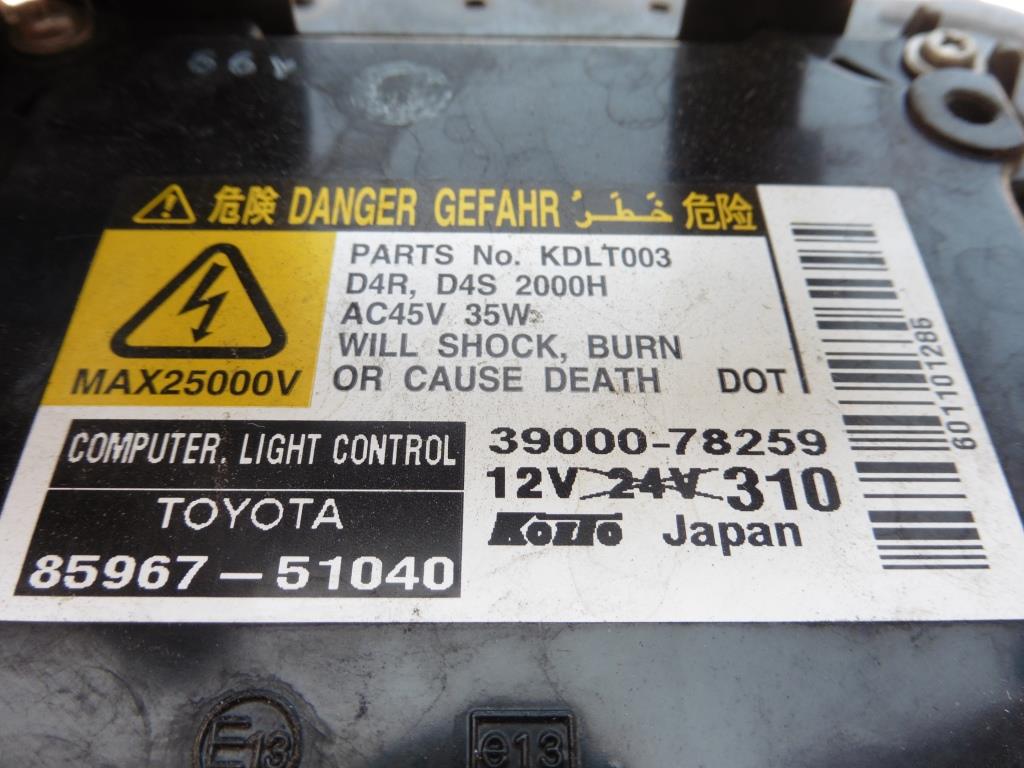 危険 DANGER GEFAHR خَطَرٌ 危险
PARTS No. KDLT003
D4R, D4S 2000H
AC45V 35W
WILL SHOCK, BURN
OR CAUSE DEATH DOT
MAX25000V
COMPUTER, LIGHT CONTROL
TOYOTA
85967-51040
39000-78259
12V 24V 310
KOITO Japan
601101286
E13
e13